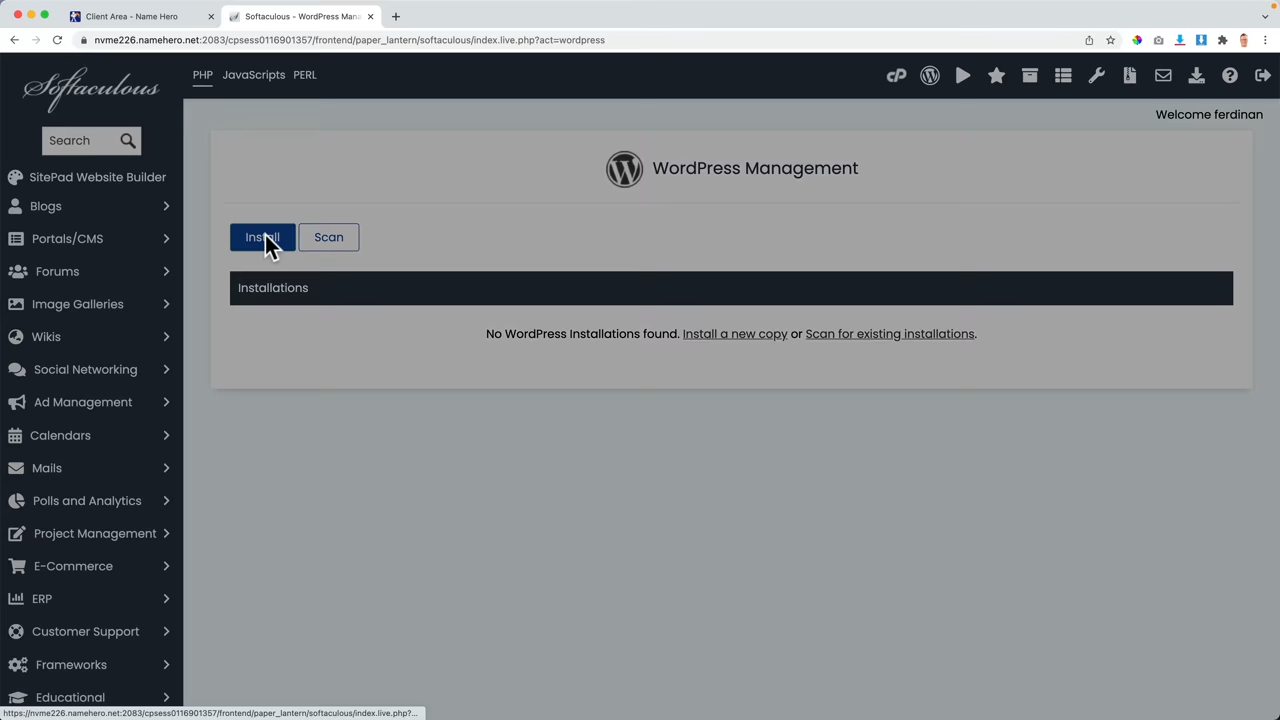 Client Area - Name Hero
Softaculous - WordPress Mana
nvme226.namehero.net:2083/cpsess0116901357/frontend/paper_lantern/softaculous/index.live.php?act=wordpress
Softaculous
PHP JavaScripts PERL
Welcome ferdinan
Search
WordPress Management
SitePad Website Builder
Blogs
Portals/CMS
Forums
Image Galleries
Wikis
Social Networking
Ad Management
Calendars
Mails
Polls and Analytics
Project Management
E-Commerce
ERP
Customer Support
Frameworks
Educational
Install Scan
Installations
No WordPress Installations found. Install a new copy or Scan for existing installations.
https://nvme226.namehero.net:2083/cpsess0116901357/frontend/paper_lantern/softaculous/index.live.php?...